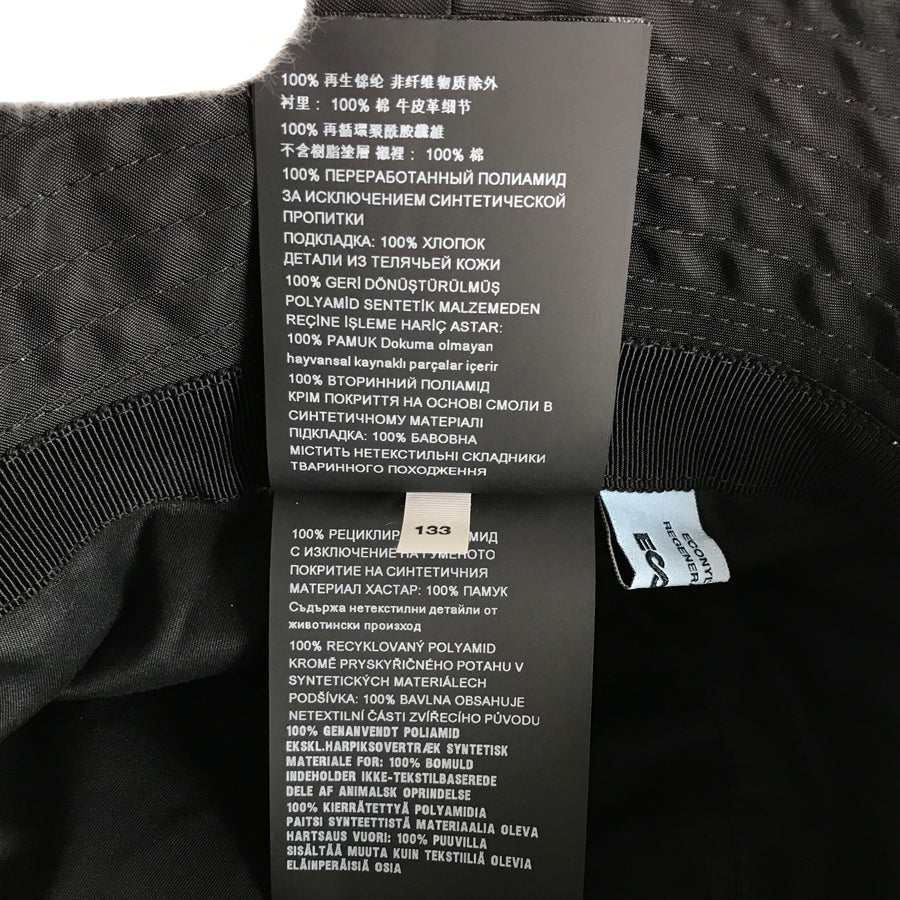 100% 再生锦纶 非纤维物质除外
衬里： 100% 棉 牛皮革细节
100% 再循環聚酰胺纖維
不含樹脂塗層 襯裡： 100% 棉
100% ПЕРЕРАБОТАННЫЙ ПОЛИАМИД
ЗА ИСКЛЮЧЕНИЕМ СИНТЕТИЧЕСКОЙ
ПРОПИТКИ
ПОДКЛАДКА: 100% ХЛОПОК
ДЕТАЛИ ИЗ ТЕЛЯЧЬЕЙ КОЖИ
100% GERİ DÖNÜŞTÜRÜLMÜŞ
POLYAMİD SENTETİK MALZEMEDEN
REÇİNE İŞLEME HARİÇ ASTAR:
100% PAMUK Dokuma olmayan
hayvansal kaynaklı parçalar içerir
100% ВТОРИННИЙ ПОЛІАМІД
КРІМ ПОКРИТТЯ НА ОСНОВІ СМОЛИ В
СИНТЕТИЧНОМУ МАТЕРІАЛІ
ПІДКЛАДКА: 100% БАВОВНА
МІСТИТЬ НЕТЕКСТИЛЬНІ СКЛАДНИКИ
ТВАРИННОГО ПОХОДЖЕННЯ
133
100% РЕЦИКЛИР МИД
С ИЗКЛЮЧЕНИЕ НА ГУМЕНОТО
ПОКРИТИЕ НА СИНТЕТИЧНИЯ
МАТЕРИАЛ ХАСТАР: 100% ПАМУК
Съдържа нетекстилни детайли от
животински произход
100% RECYKLOVANÝ POLYAMID
KROMĚ PRYSKYŘIČNÉHO POTAHU V
SYNTETICKÝCH MATERIÁLECH
PODŠÍVKA: 100% BAVLNA OBSAHUJE
NETEXTILNÍ ČÁSTI ZVÍŘECÍHO PŮVODU
100% GENANVENDT POLIAMID
EKSKL.HARPIKSOVERTRÆK SYNTETISK
MATERIALE FOR: 100% BOMULD
INDEHOLDER IKKE-TEKSTILBASEREDE
DELE AF ANIMALSK OPRINDELSE
100% KIERRÄTETTYÄ POLYAMIDIA
PAITSI SYNTEETTISTÄ MATERIAALIA OLEVA
HARTSAUS VUORI: 100% PUUVILLA
SISÄLTÄÄ MUUTA KUIN TEKSTIILIÄ OLEVIA
ELÄINPERÄISIÄ OSIA
ECONY
REGENER
EC